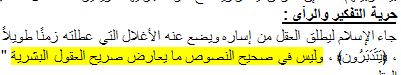 حرية التفكير والرأي :
جاء الإسلام ليطلق العقل من إساره ويضع عنه الأغلال التي عطلته زمنًا طويلاً
، ﴿يَتَدَبَّرُونَ﴾ ، وليس في صحيح النصوص ما يعارض صريح العقول البشرية "